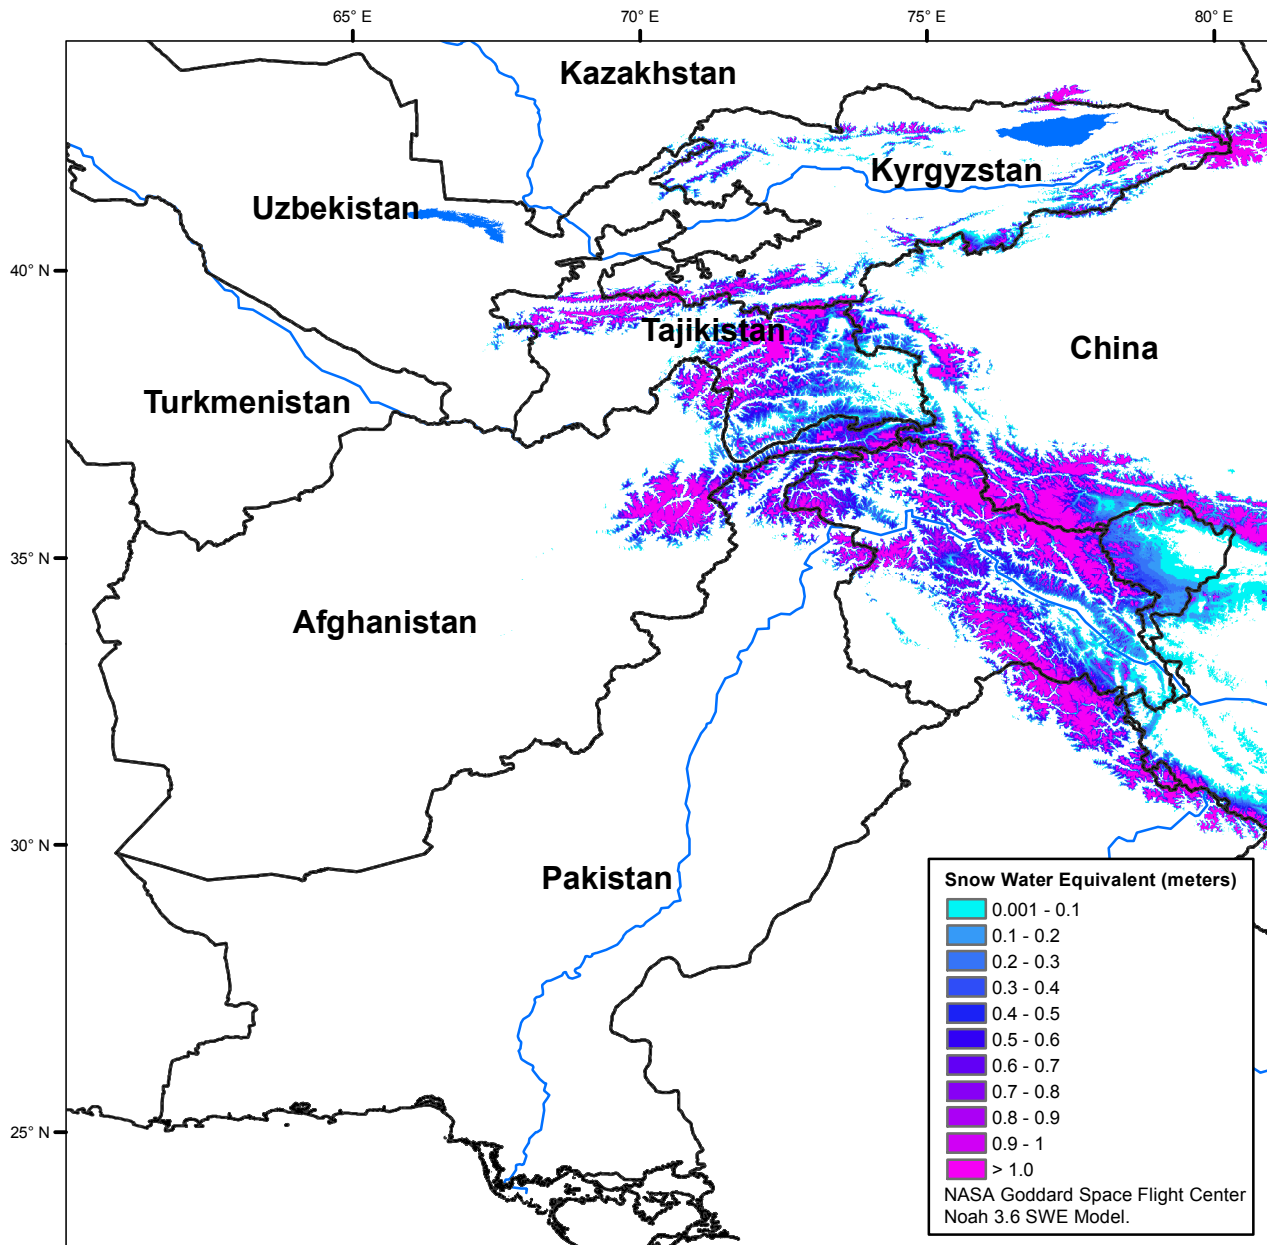 65° E
70° E
75° E
80° E
Kazakhstan
Kyrgyzstan
Uzbekistan
40° N
Tajikistan
China
Turkmenistan
35° N
Afghanistan
30° N
Pakistan
25° N
Snow Water Equivalent (meters)
0.001 - 0.1
0.1 - 0.2
0.2 - 0.3
0.3 - 0.4
0.4 - 0.5
0.5 - 0.6
0.6 - 0.7
0.7 - 0.8
0.8 - 0.9
0.9 - 1
> 1.0
NASA Goddard Space Flight Center
Noah 3.6 SWE Model.